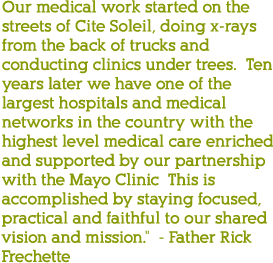 Our medical work started on the
streets of Cite Soleil, doing x-rays
from the back of trucks and
conducting clinics under trees.  Ten
years later we have one of the
largest hospitals and medical
networks in the country with the
highest level medical care enriched
and supported by our partnership
with the Mayo Clinic  This is
accomplished by staying focused,
practical and faithful to our shared
vision and mission."  - Father Rick
Frechette